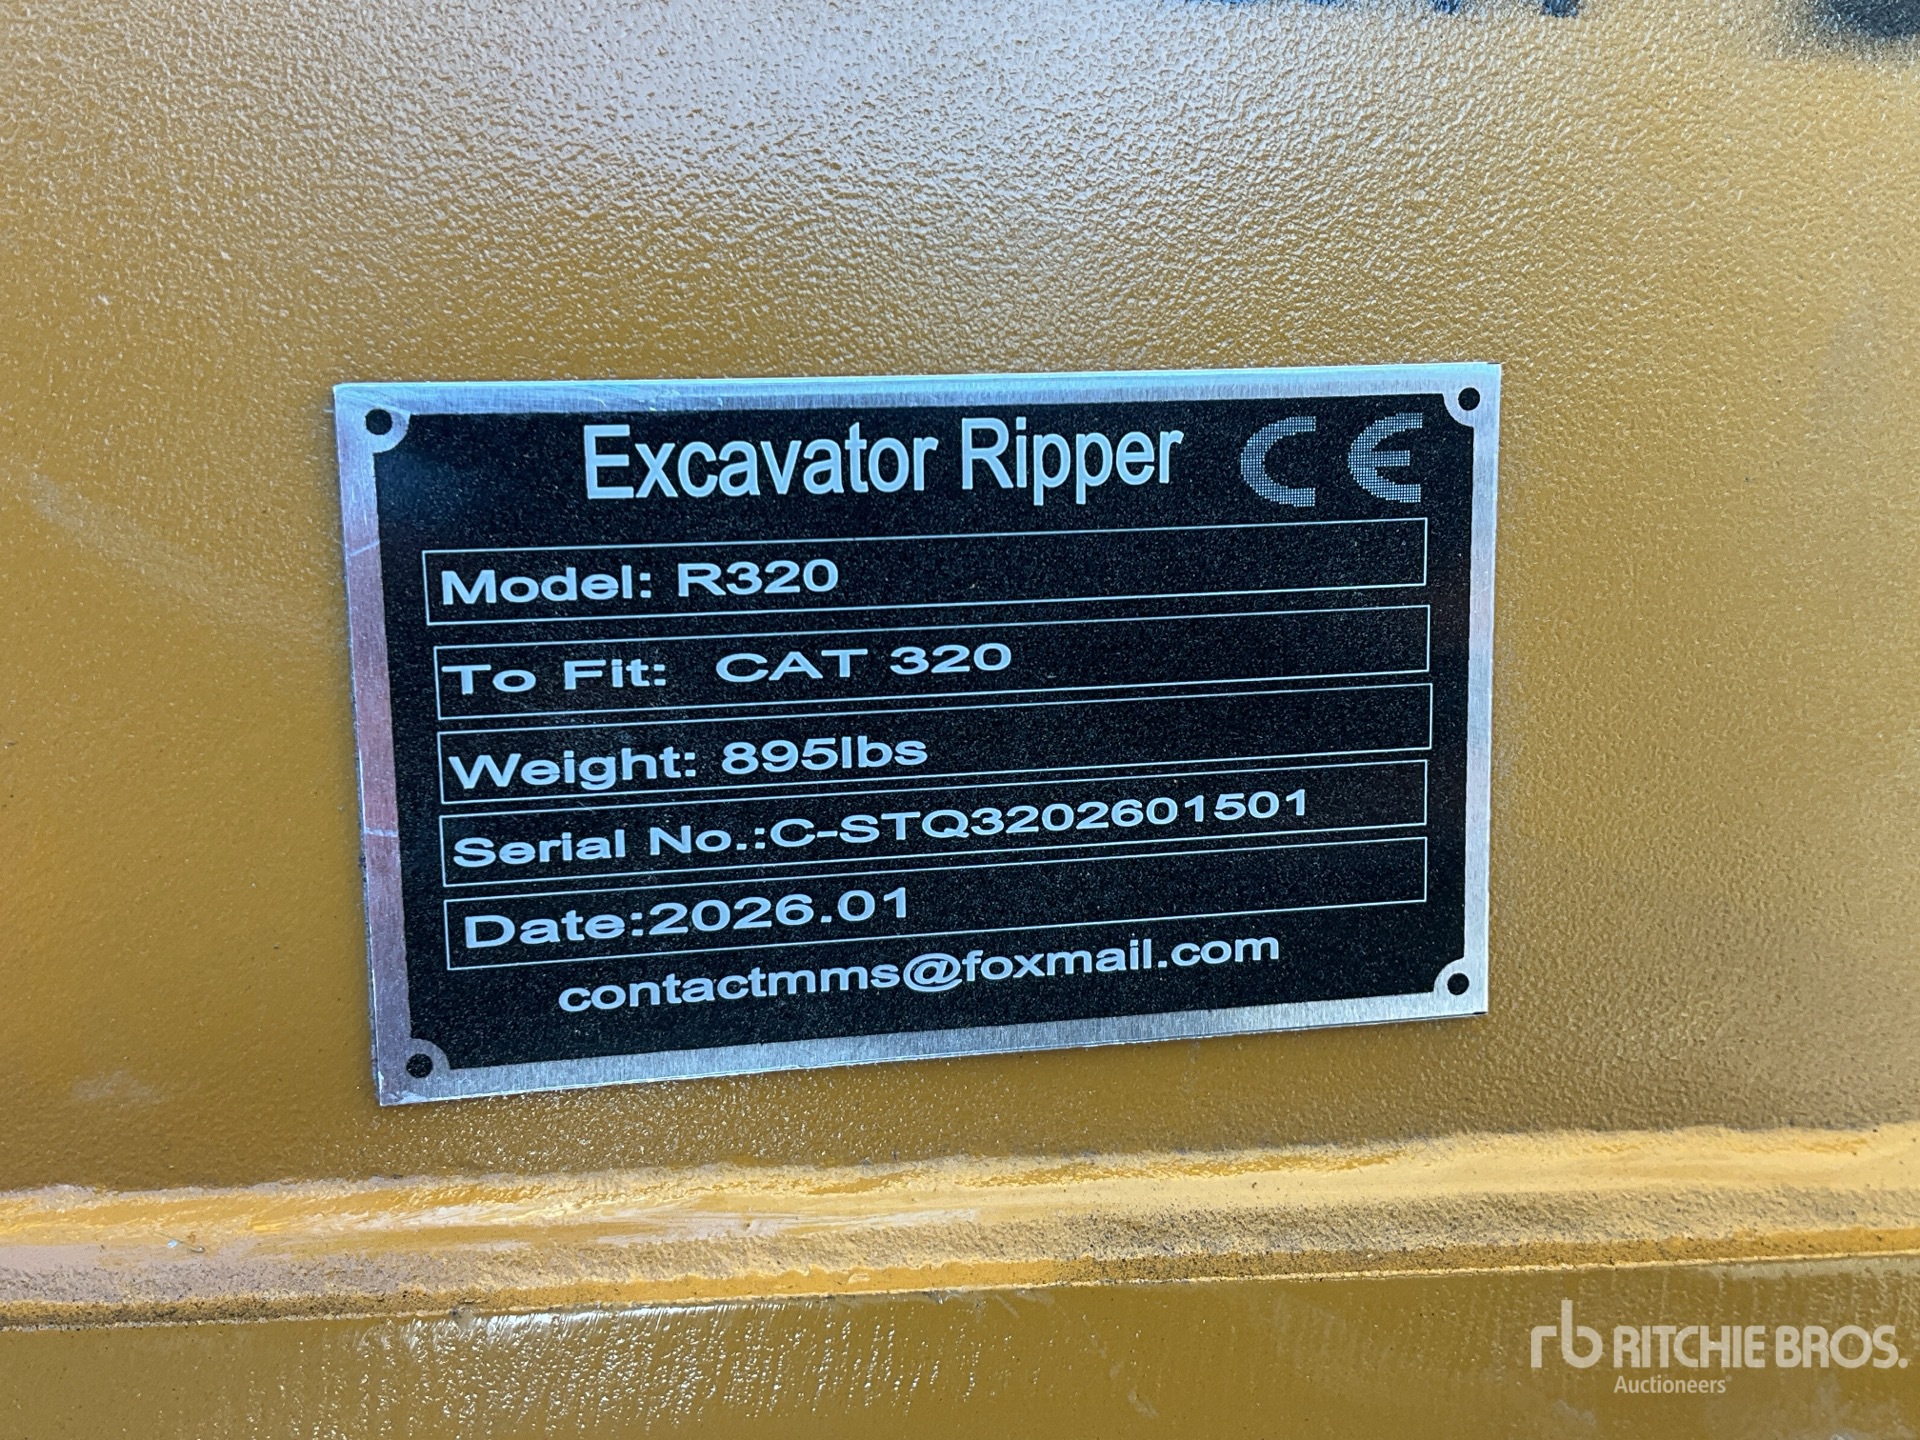 Excavator Ripper CE
Model: R320
To Fit: CAT 320
Weight: 895lbs
Serial No.:C-STQ3202601501
Date:2026.01
contactmms@foxmail.com
rb RITCHIE BROS.
Auctioneers